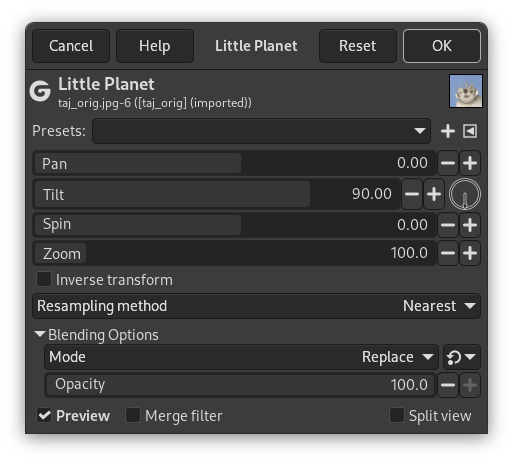 Cancel Help Little Planet Reset OK
Little Planet
taj_orig.jpg-6 ([taj_orig] (imported))
Presets:
Pan 0.00
Tilt 90.00
Spin 0.00
Zoom 100.0
Inverse transform
Resampling method Nearest
Blending Options
Mode Replace
Opacity 100.0
Preview Merge filter Split view